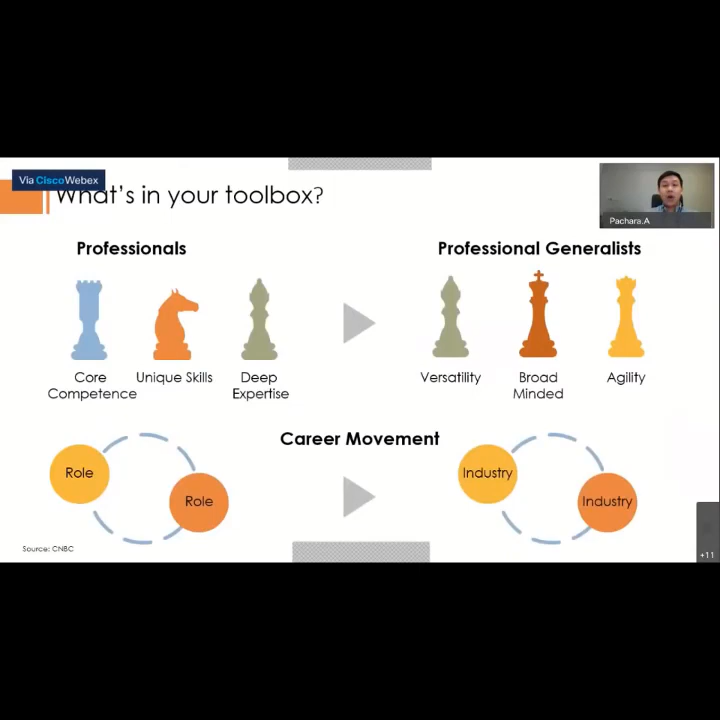 Via CiscoWebex
What's in your toolbox?
Pachara.A
Professionals
Professional Generalists
Core
Competence
Unique Skills
Deep
Expertise
Versatility
Broad
Minded
Agility
Career Movement
Role
Role
Industry
Industry
Source: CNBC
+11